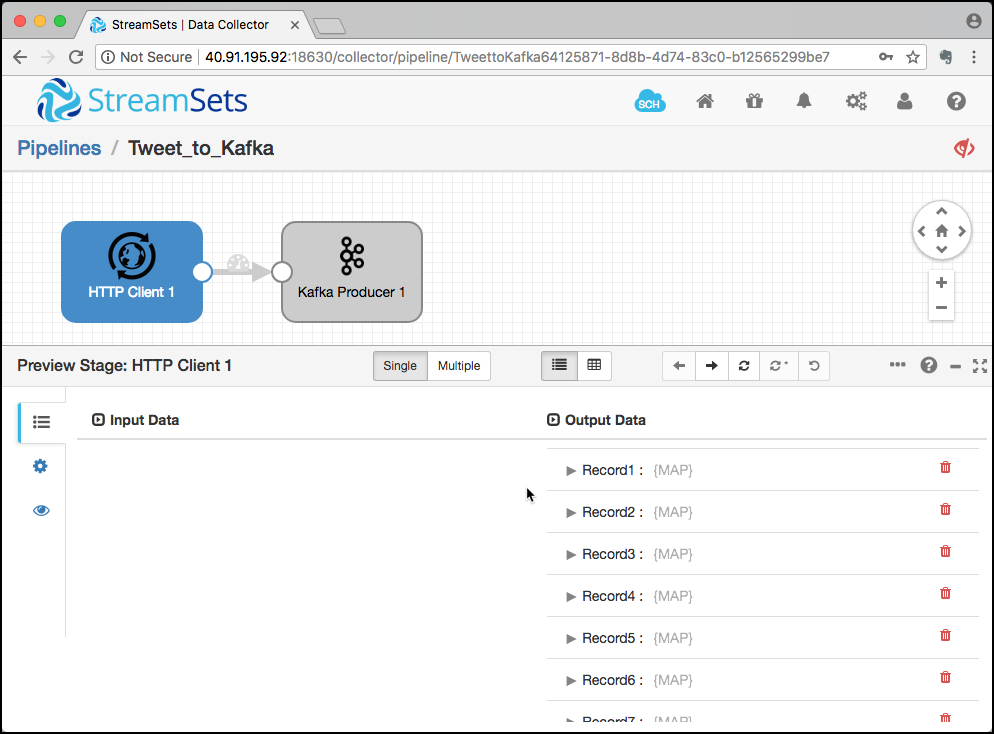 StreamSets | Data Collector
Not Secure | 40.91.195.92:18630/collector/pipeline/TweettoKafka64125871-8d8b-4d74-83c0-b12565299be7
StreamSets
SCH
Pipelines / Tweet_to_Kafka
HTTP Client 1
Kafka Producer 1
Preview Stage: HTTP Client 1
Single
Multiple
Input Data
Output Data
Record1 : {MAP}
Record2 : {MAP}
Record3 : {MAP}
Record4 : {MAP}
Record5 : {MAP}
Record6 : {MAP}
Record7 : {MAP}